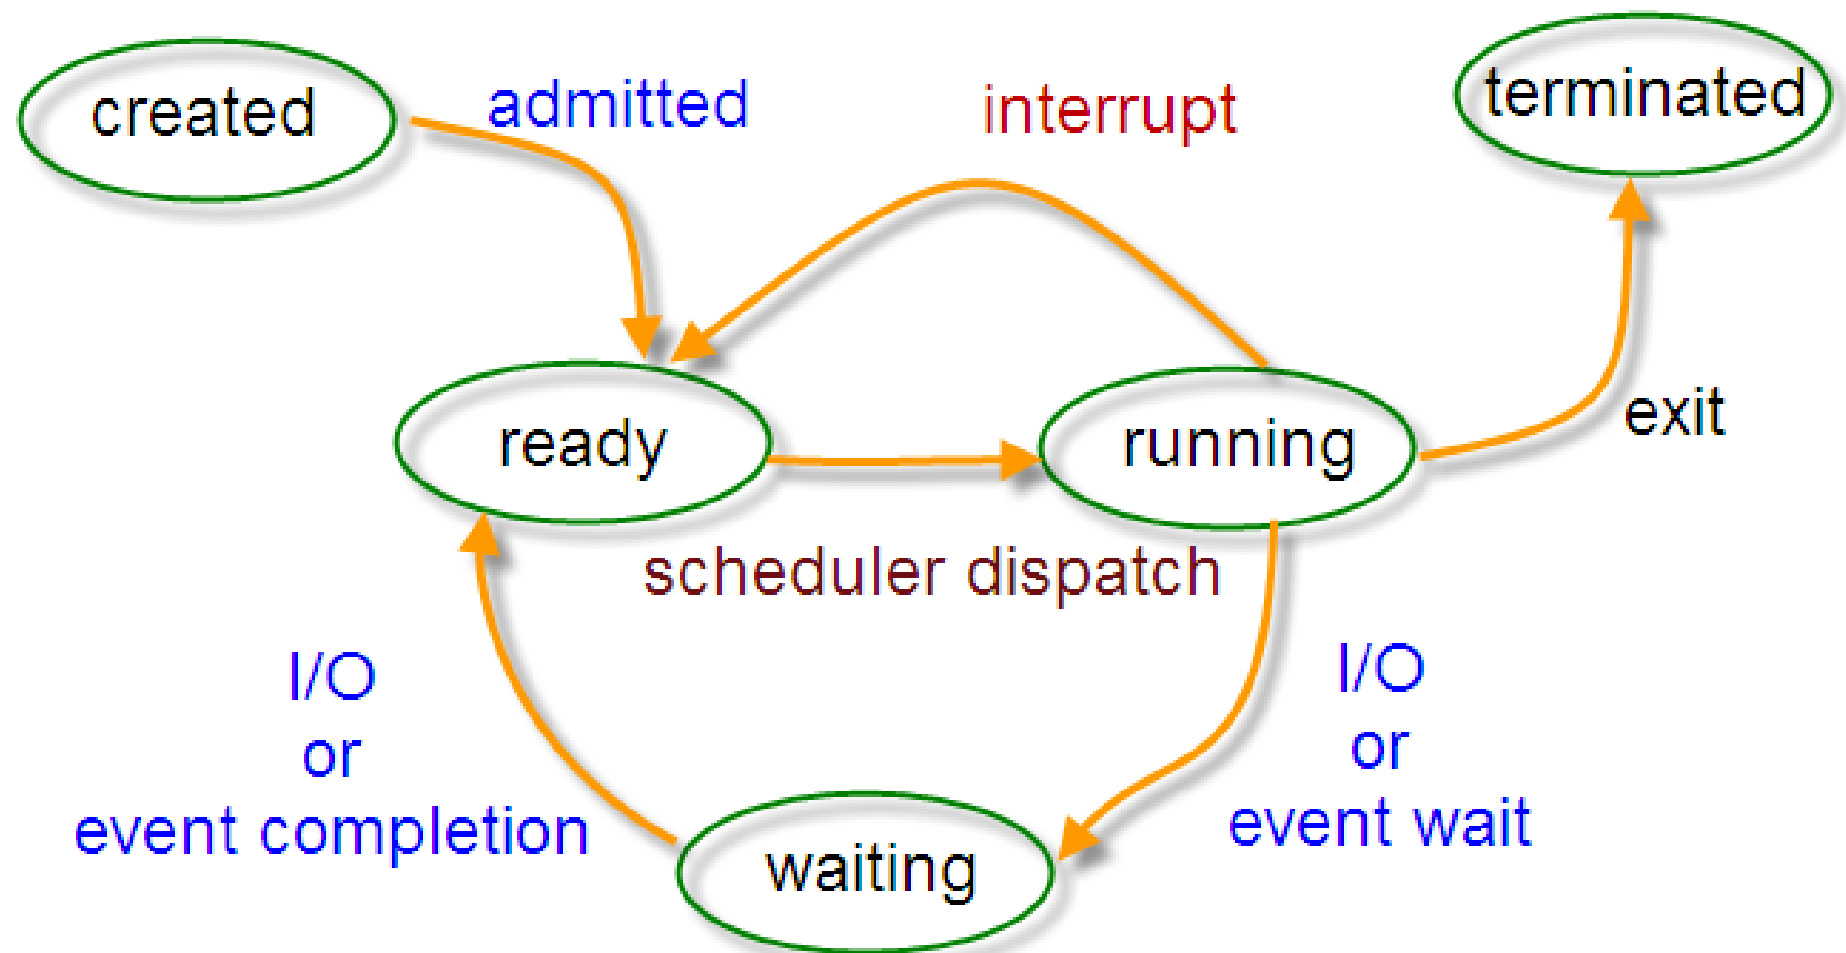 created
admitted
interrupt
terminated
ready
running
exit
scheduler dispatch
I/O
or
event completion
I/O
or
event wait
waiting